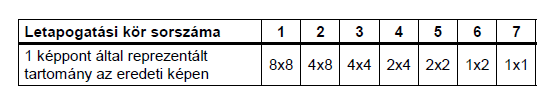 Letapogatási kör sorszáma 1 2 3 4 5 6 7
1 képpont által reprezentált
tartomány az eredeti képen 8x8 4x8 4x4 2x4 2x2 1x2 1x1